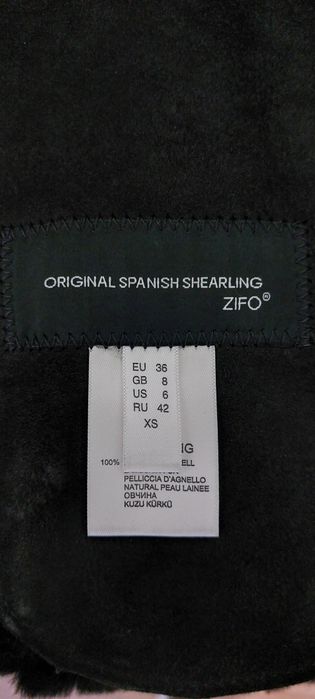 ORIGINAL SPANISH SHEARLING
ZIFO®
EU 36
GB 8
US 6
RU 42
XS
100%
PELLICCIA D'AGNELLO
NATURAL PEAU LAINEE
ОВЧИНА
KUZU KÜRKÜ